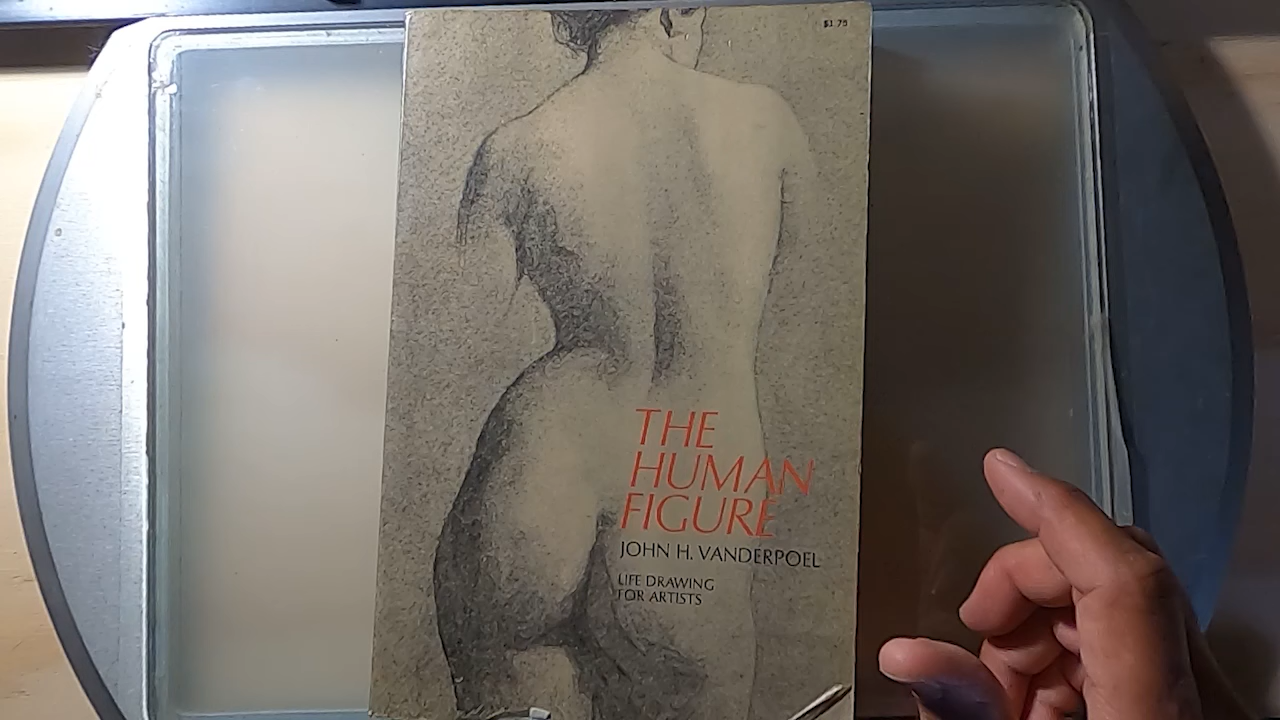 $1.75
THE
HUMAN
FIGURE
JOHN H. VANDERPOEL
LIFE DRAWING
FOR ARTISTS